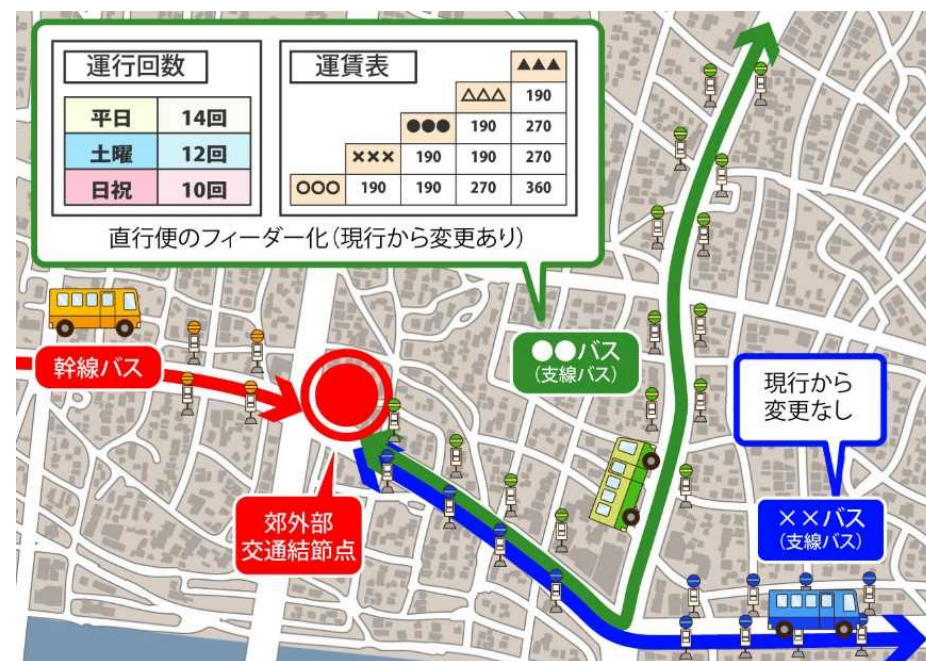 運行回数
平日 14回
土曜 12回
日祝 10回
運賃表
▲▲▲
△△△ 190
●●● 190 270
××× 190 190 270
○○○ 190 190 270 360
直行便のフィーダー化(現行から変更あり)
幹線バス
●●バス
(支線バス)
現行から
変更なし
郊外部
交通結節点
××バス
(支線バス)